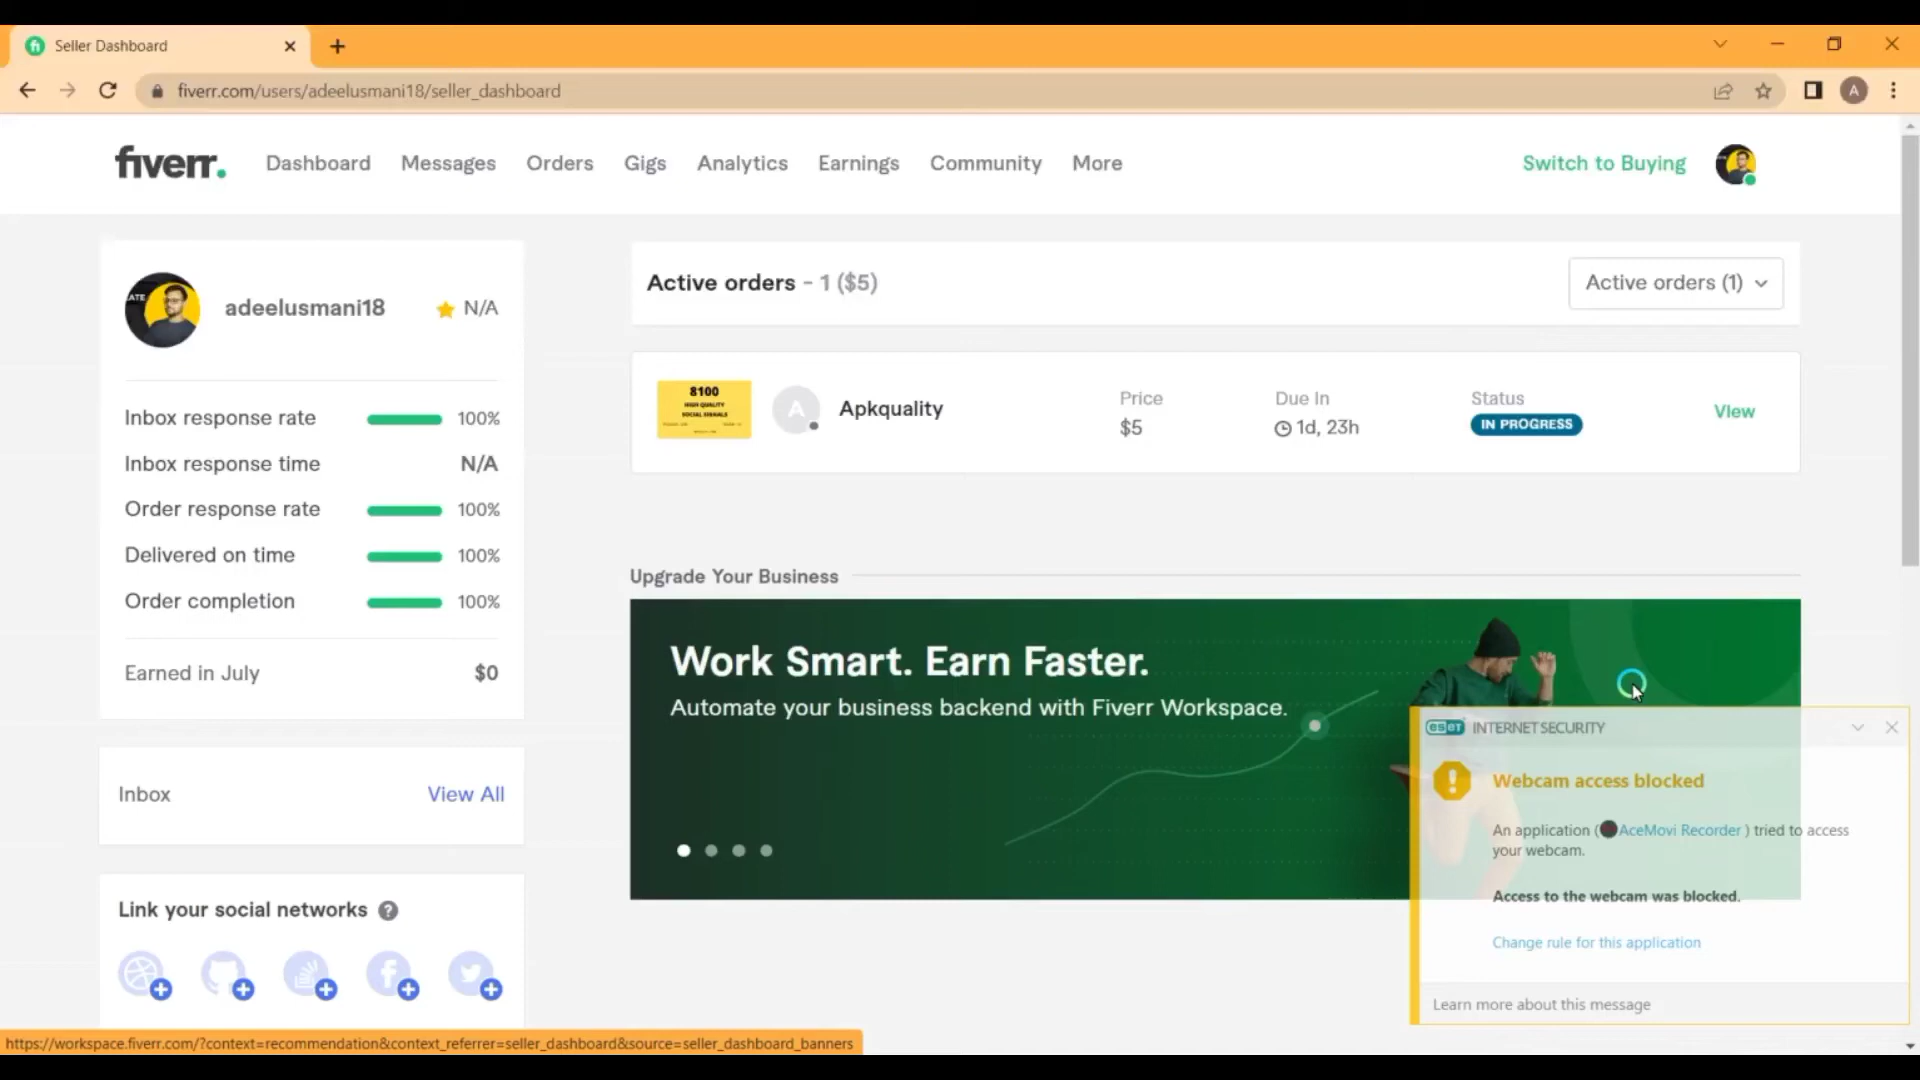 Seller Dashboard
fiverr.com/users/adeelusmani18/seller_dashboard
A
fiverr.
Dashboard
Messages
Orders
Gigs
Analytics
Earnings
Community
More
Switch to Buying
adeelusmani18
N/A
Inbox response rate
100%
Inbox response time
N/A
Order response rate
100%
Delivered on time
100%
Order completion
100%
Earned in July
$0
Inbox
View All
Link your social networks
Active orders - 1 ($5)
Active orders (1)
8100
HIGH QUALITY
SOCIAL SIGNALS
A
Apkquality
Price
$5
Due In
1d, 23h
Status
IN PROGRESS
View
Upgrade Your Business
Work Smart. Earn Faster.
Automate your business backend with Fiverr Workspace.
eset INTERNET SECURITY
Webcam access blocked
An application (AceMovi Recorder ) tried to access
your webcam.
Access to the webcam was blocked.
Change rule for this application
Learn more about this message
https://workspace.fiverr.com/?context=recommendation&context_referrer=seller_dashboard&source=seller_dashboard_banners